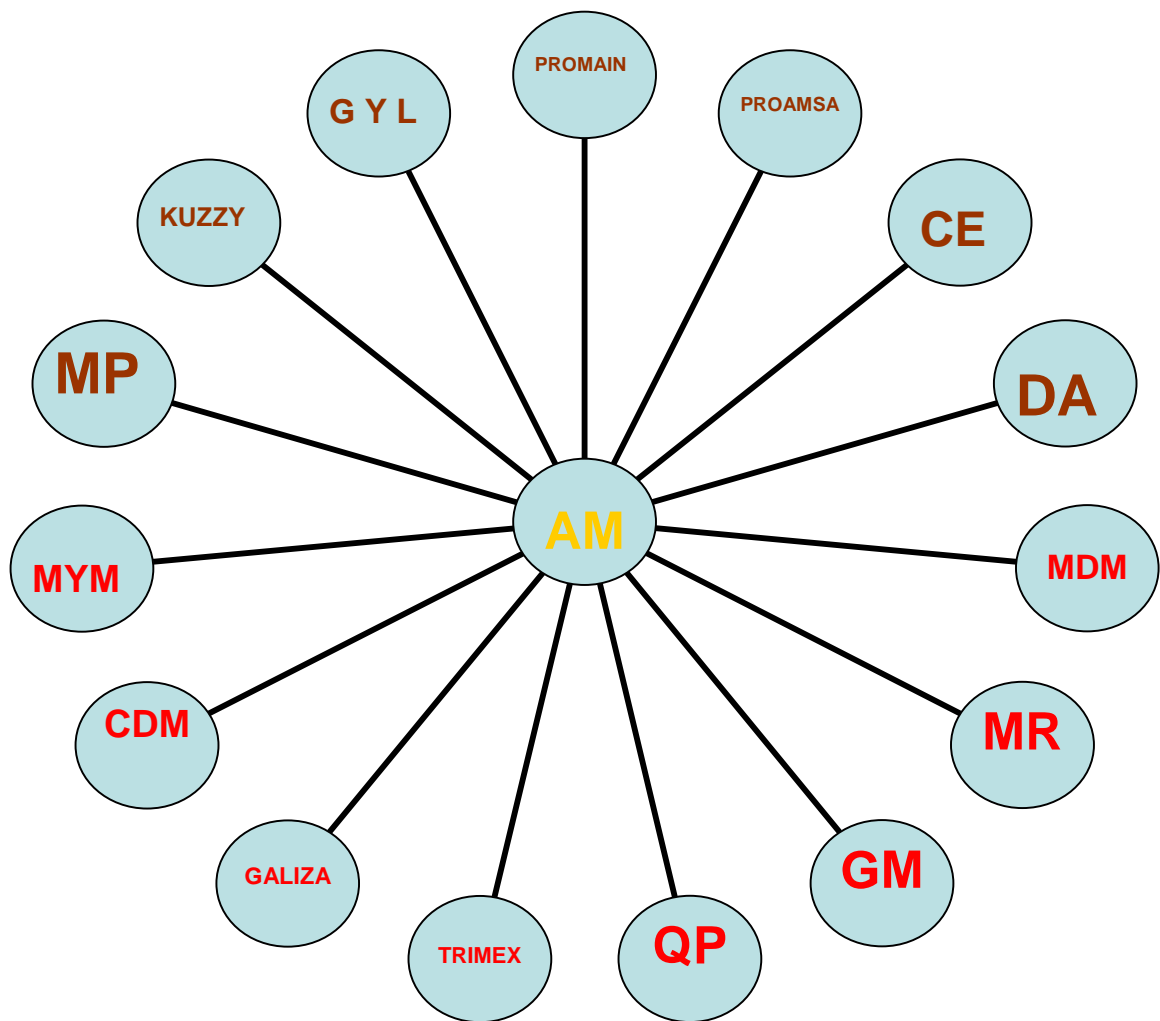 PROMAIN
PROAMSA
G Y L
KUZZY
CE
MP
DA
AM
MYM
MDM
CDM
MR
GALIZA
GM
TRIMEX
QP